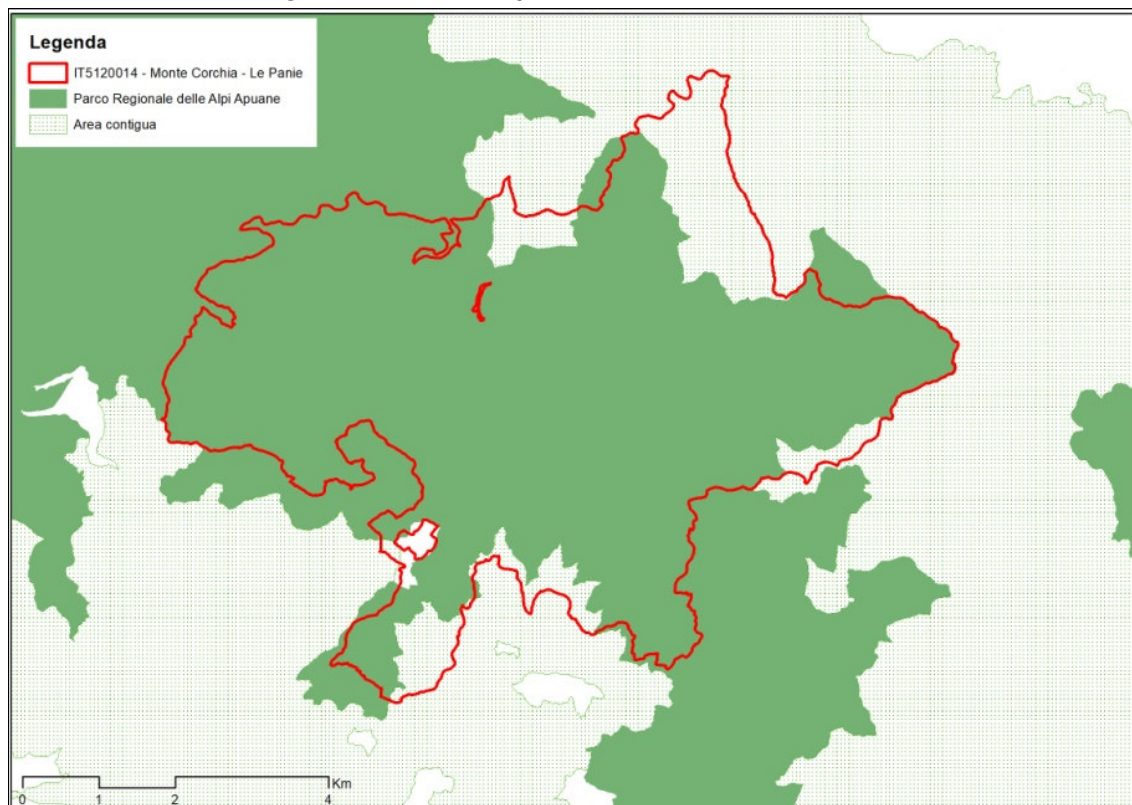 Legenda
IT5120014 - Monte Corchia - Le Panie
Parco Regionale delle Alpi Apuane
Area contigua
Km
0 1 2 4